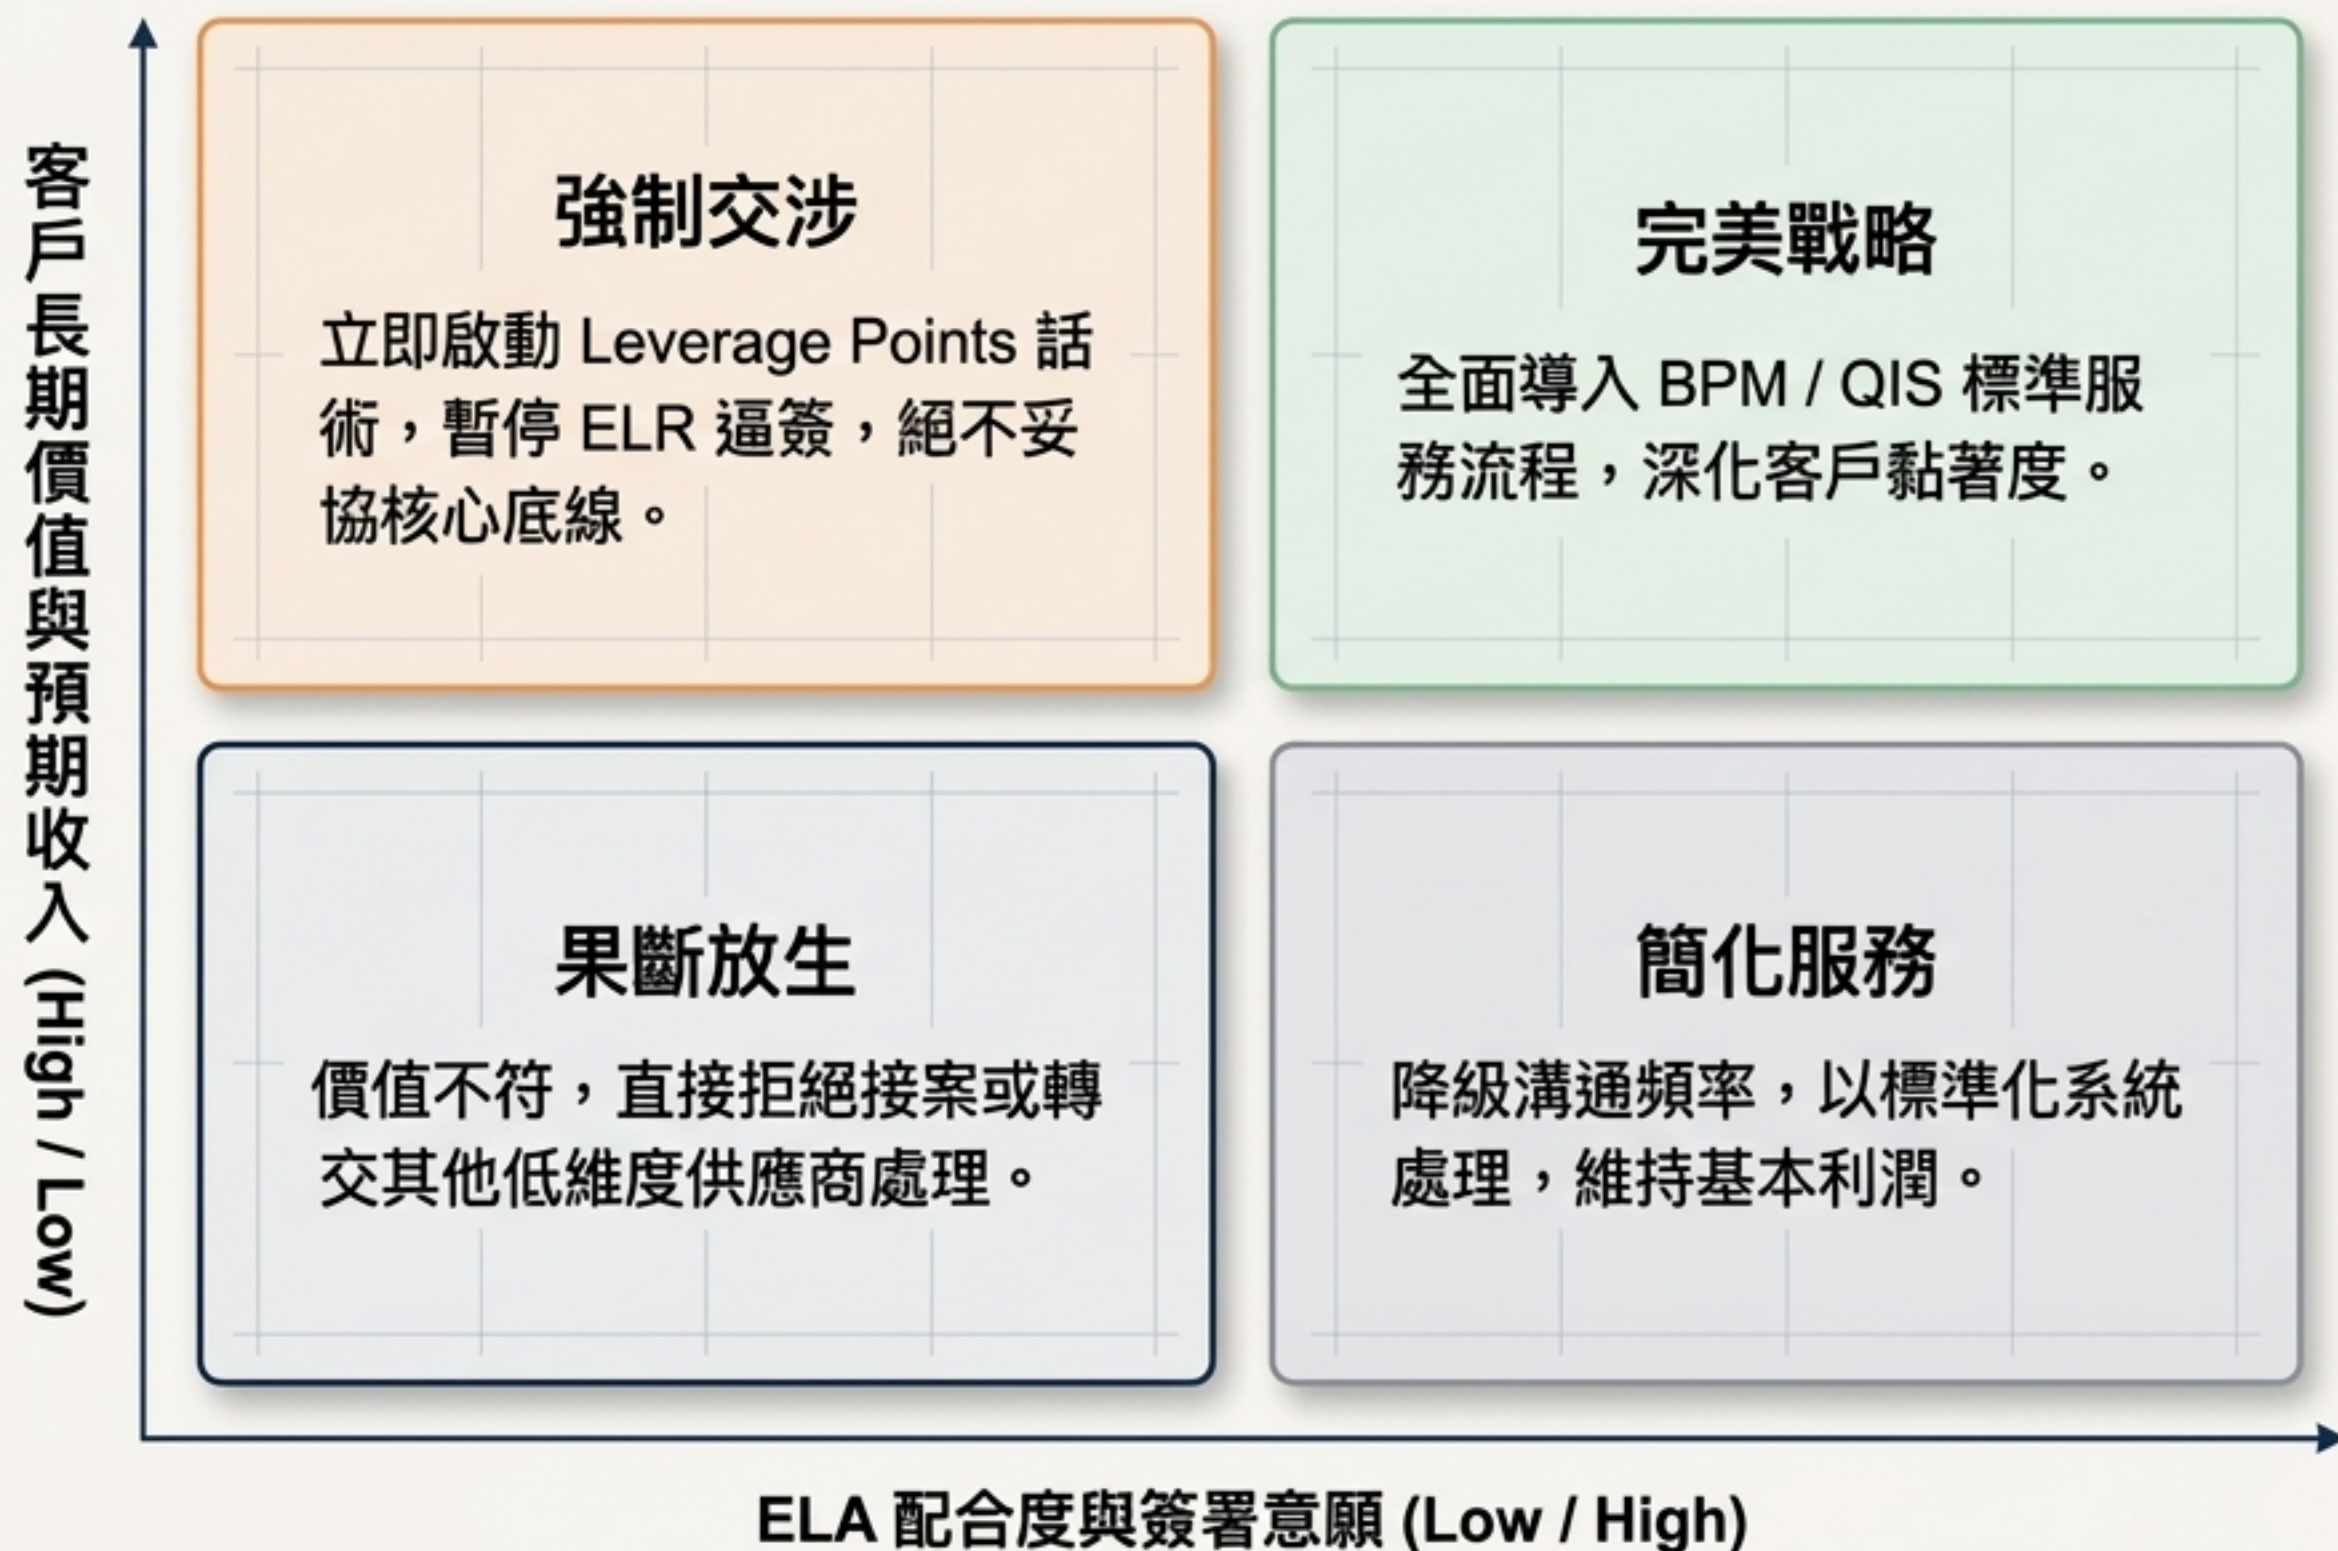 客戶長期價值與預期收入 (High / Low)
強制交涉
立即啟動 Leverage Points 話
術，暫停 ELR 逼簽，絕不妥
協核心底線。
完美戰略
全面導入 BPM / QIS 標準服
務流程，深化客戶黏著度。
果斷放生
價值不符，直接拒絕接案或轉
交其他低維度供應商處理。
簡化服務
降級溝通頻率，以標準化系統
處理，維持基本利潤。
ELA 配合度與簽署意願 (Low / High)